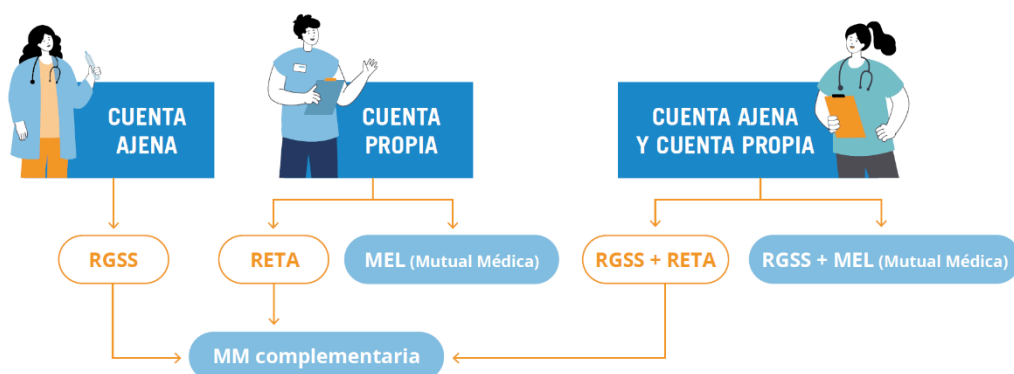 CUENTA
AJENA
CUENTA
PROPIA
CUENTA AJENA
Y CUENTA PROPIA
RGSS
RETA
MEL (Mutual Médica)
RGSS + RETA
RGSS + MEL (Mutual Médica)
MM complementaria